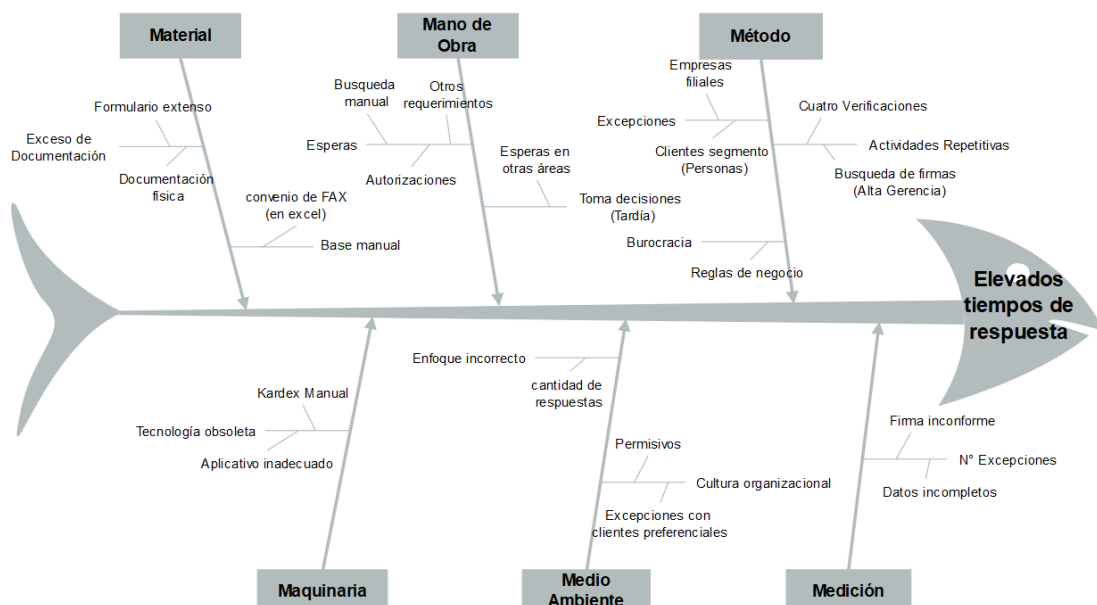 Material
Mano de
Obra
Método
Formulario extenso
Exceso de
Documentación
Documentación
física
convenio de FAX
(en excel)
Base manual
Busqueda
manual
Otros
requerimientos
Esperas
Autorizaciones
Esperas en
otras áreas
Toma decisiones
(Tardía)
Empresas
filiales
Excepciones
Clientes segmento
(Personas)
Cuatro Verificaciones
Actividades Repetitivas
Busqueda de firmas
(Alta Gerencia)
Burocracia
Reglas de negocio
Elevados
tiempos de
respuesta
Kardex Manual
Tecnología obsoleta
Aplicativo inadecuado
Enfoque incorrecto
cantidad de
respuestas
Permisivos
Cultura organizacional
Excepciones con
clientes preferenciales
Firma inconforme
N° Excepciones
Datos incompletos
Maquinaria
Medio
Ambiente
Medición